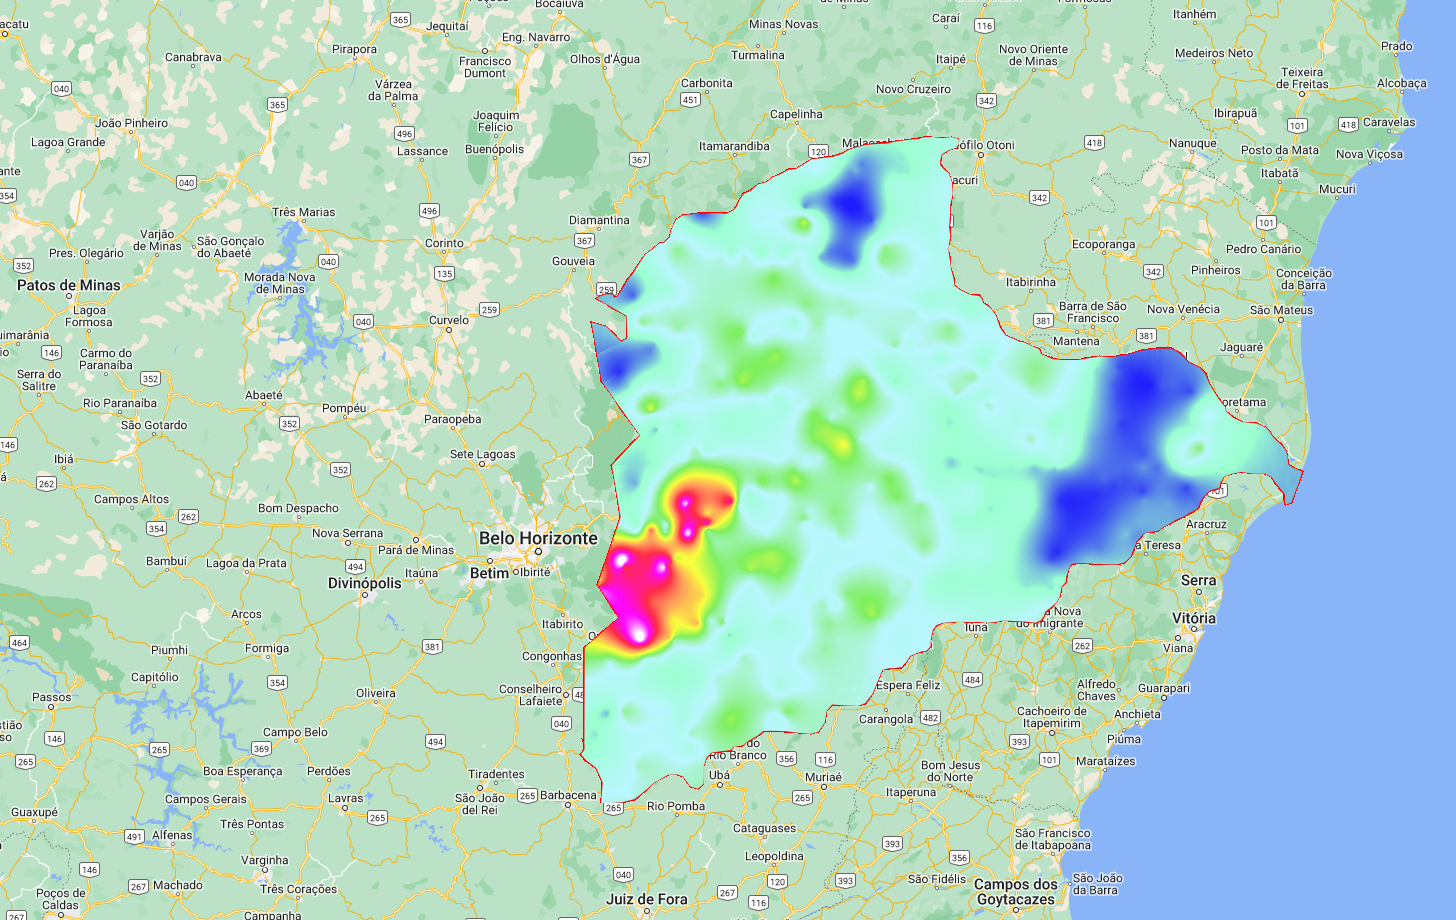 Bocaiuva
Jequitaí
365
Eng. Navarro
Minas Novas
Caraí
116
Itanhém
Canabrava
Pirapora
Francisco
Dumont
Olhos d'Água
Turmalina
Itaipé
Novo Oriente
de Minas
Medeiros Neto
Prado
040
Várzea
da Palma
Carbonita
451
Novo Cruzeiro
342
Teixeira
de Freitas
Alcobaça
365
João Pinheiro
Lagoa Grande
496
Joaquim
Felício
Capelinha
Ibirapuã
101
418
Caravelas
Lassance
Buenópolis
367
Itamarandiba
120
ófilo Otoni
418
Nanuque
Posto da Mata
Nova Viçosa
354
040
acuri
342
Itabatã
Mucuri
Três Marias
496
Diamantina
101
Varjão
de Minas
São Gonçalo
do Abaeté
Corinto
367
Ecoporanga
Pedro Canário
Pres. Olegário
352
040
135
Gouveia
342
Pinheiros
Conceição
da Barra
Patos de Minas
Morada Nova
de Minas
259
Itabirinha
Lagoa
Formosa
259
040
Curvelo
381
Barra de São
Francisco
Nova Venécia
São Mateus
uimarânia
146
Carmo do
Paranaíba
Mantena
381
Jaguaré
Serra do
Salitre
352
Rio Paranaíba
Abaeté
Pompéu
Paraopeba
oretama
São Gotardo
352
146
Ibiá
262
352
Sete Lagoas
Campos Altos
262
Bom Despacho
101
354
Nova Serrana
Belo Horizonte
Aracruz
Pará de Minas
a Teresa
Bambuí
Lagoa da Prata
494
Itaúna
Betim
Ibirité
Divinópolis
Serra
Arcos
Itabirito
a Nova
do Imigrante
Vitória
464
Piumhi
Formiga
381
Iúna
262
Viana
Congonhas
Capitólio
354
Espera Feliz
484
Alfredo
Chaves
Guarapari
Passos
Oliveira
Conselheiro
Lafaiete
48
Carangola
482
Cachoeiro de
Itapemirim
Anchieta
146
265
Campo Belo
494
040
393
Piúma
265
369
do
Rio Branco
356
116
101
Marataízes
Boa Esperança
Perdões
Tiradentes
Ubá
Muriaé
Bom Jesus
do Norte
Campos Gerais
Lavras
São João
del Rei
265
Barbacena
265
Rio Pomba
265
Itaperuna
Guaxupé
Três Pontas
265
491
Alfenas
Cataguases
393
São Francisco
de Itabapoana
Varginha
Leopoldina
356
146
040
120
393
São Fidélis
Campos dos
Goytacazes
São João
da Barra
Poços de
Caldas
267
Machado
Três Corações
Juiz de Fora
267
116
267
Campanha